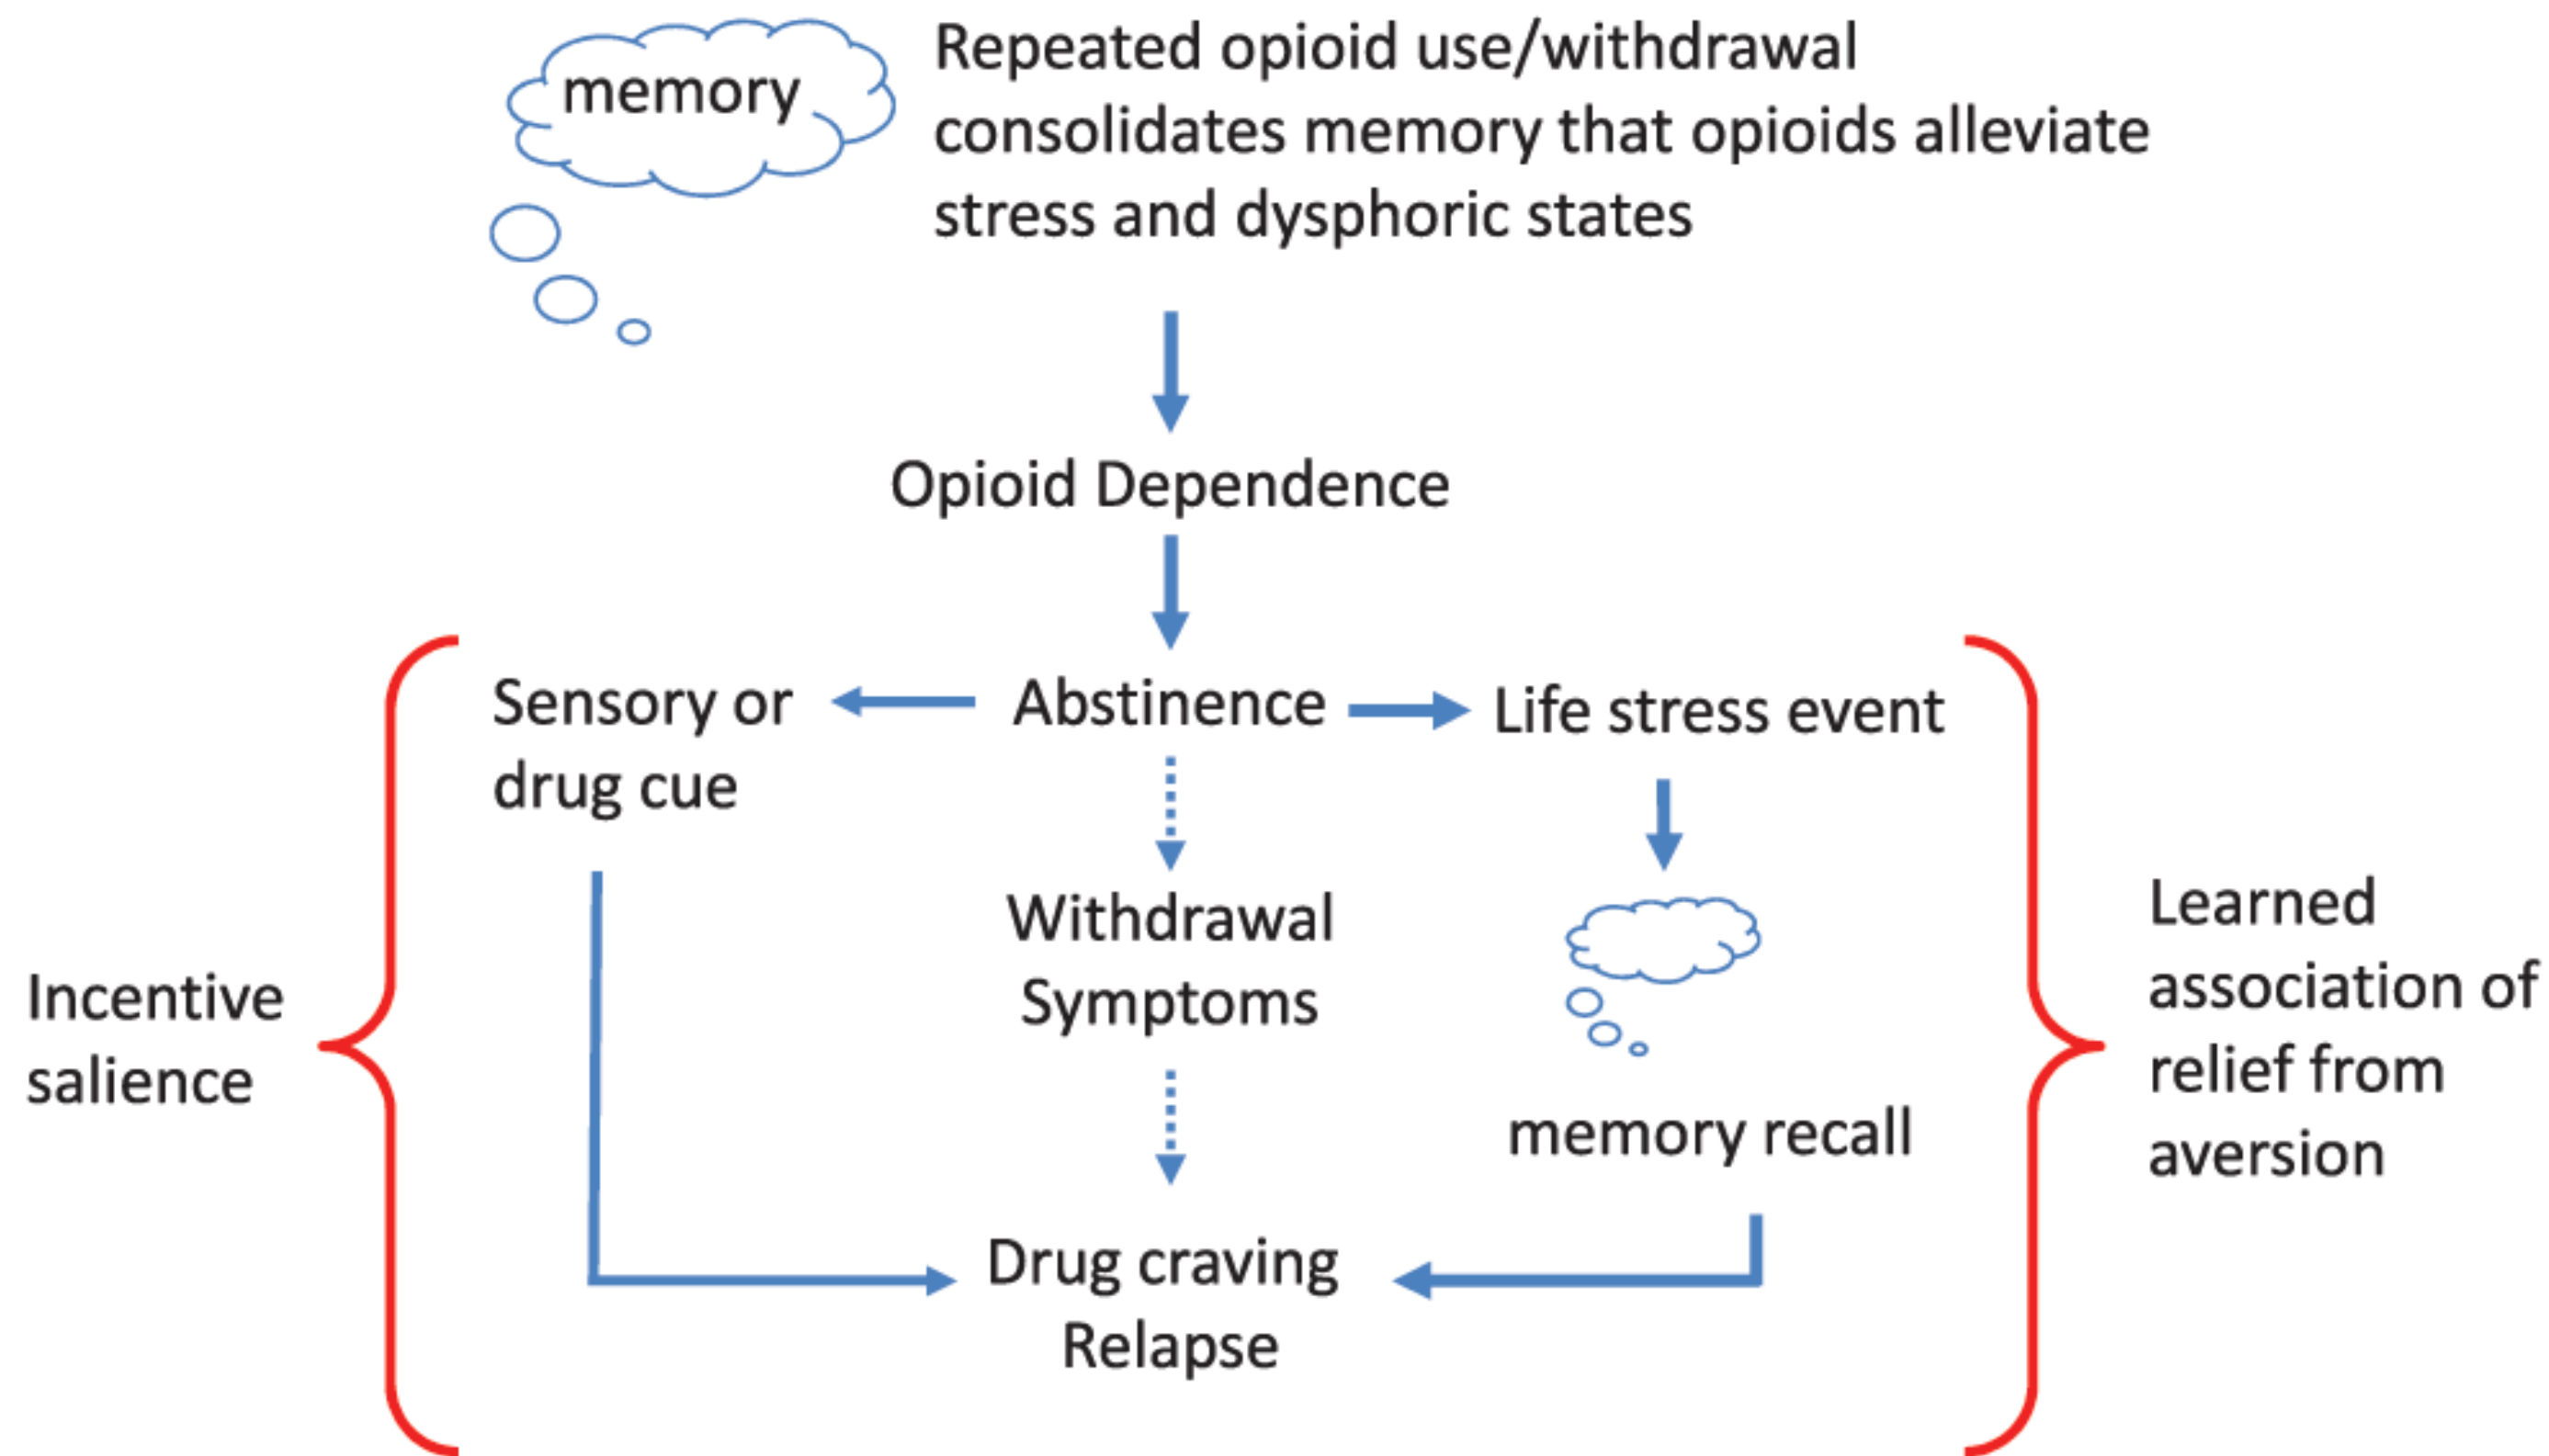 memory
Repeated opioid use/withdrawal
consolidates memory that opioids alleviate
stress and dysphoric states
Opioid Dependence
Sensory or
drug cue
Abstinence
Life stress event
Withdrawal
Symptoms
memory recall
Drug craving
Relapse
Incentive
salience
Learned
association of
relief from
aversion